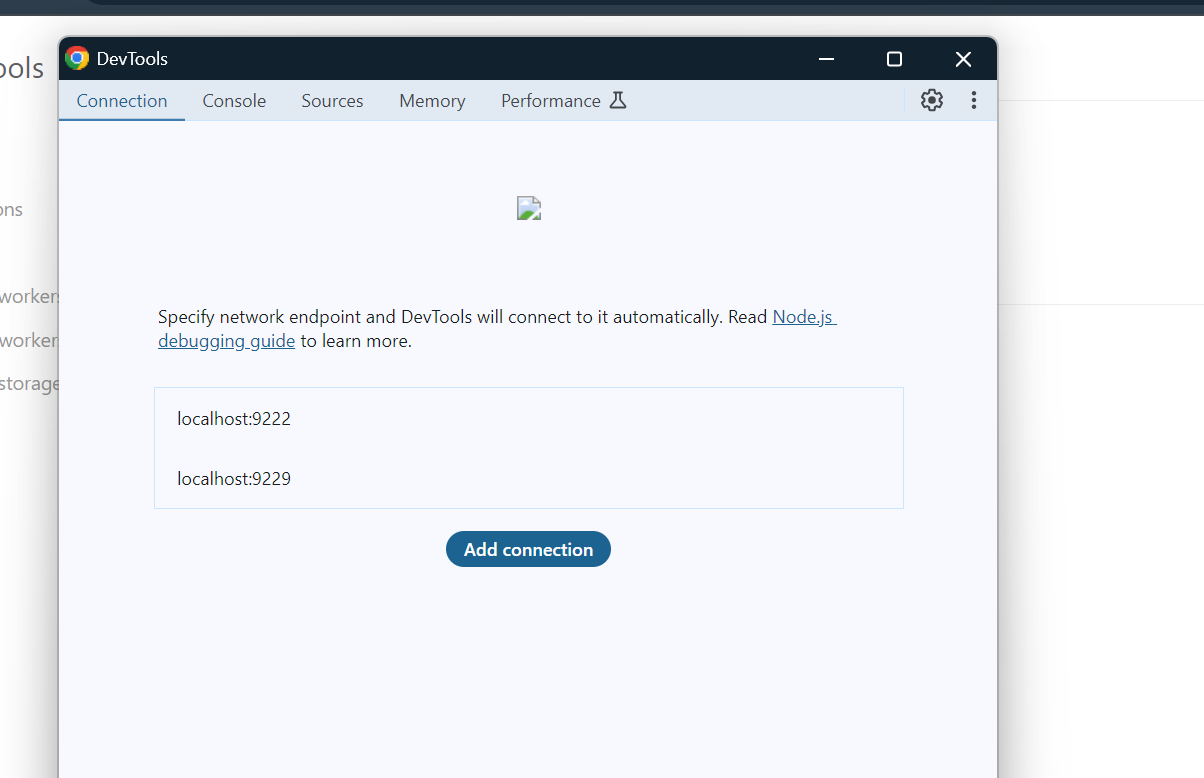 DevTools
Connection Console Sources Memory Performance
ools
ons
workers
worker
storage
Specify network endpoint and DevTools will connect to it automatically. Read Node.js
debugging guide to learn more.
localhost:9222
localhost:9229
Add connection